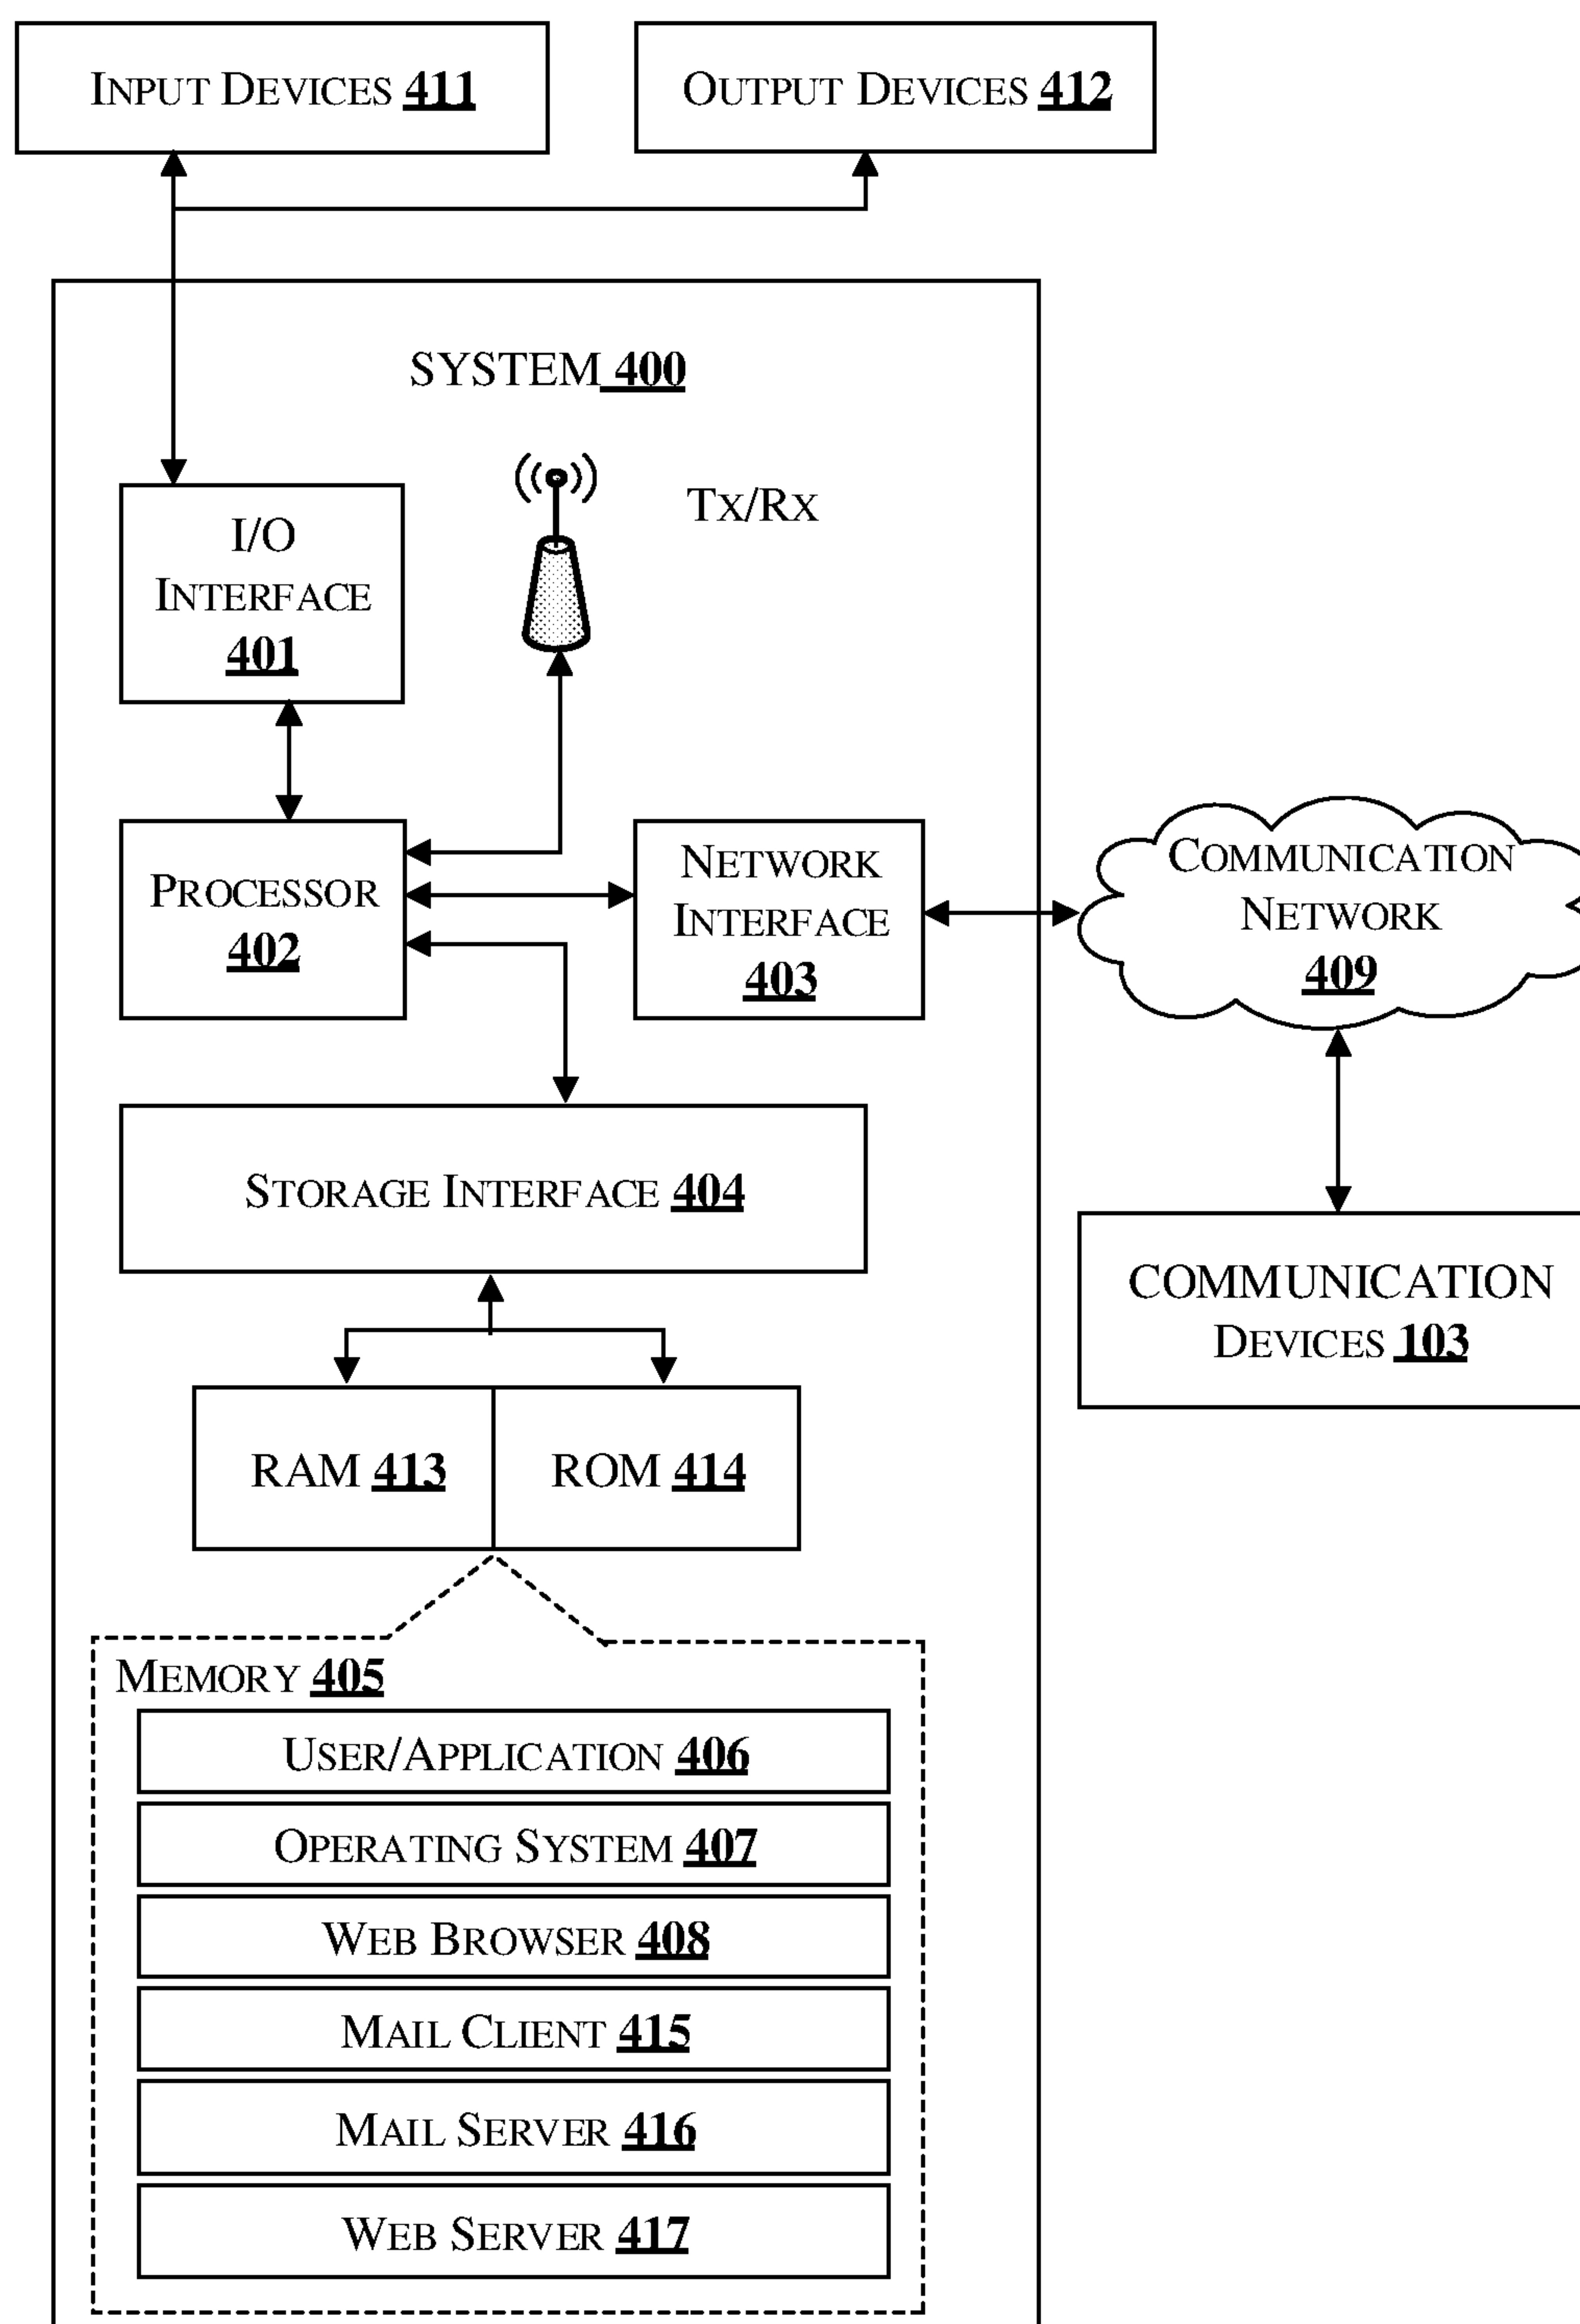 INPUT DEVICES 411
OUTPUT DEVICES 412
SYSTEM 400
TX/RX
I/O
INTERFACE
401
PROCESSOR
402
NETWORK
INTERFACE
403
COMMUNICATION
NETWORK
409
STORAGE INTERFACE 404
COMMUNICATION
DEVICES 103
RAM 413
ROM 414
MEMORY 405
USER/APPLICATION 406
OPERATING SYSTEM 407
WEB BROWSER 408
MAIL CLIENT 415
MAIL SERVER 416
WEB SERVER 417